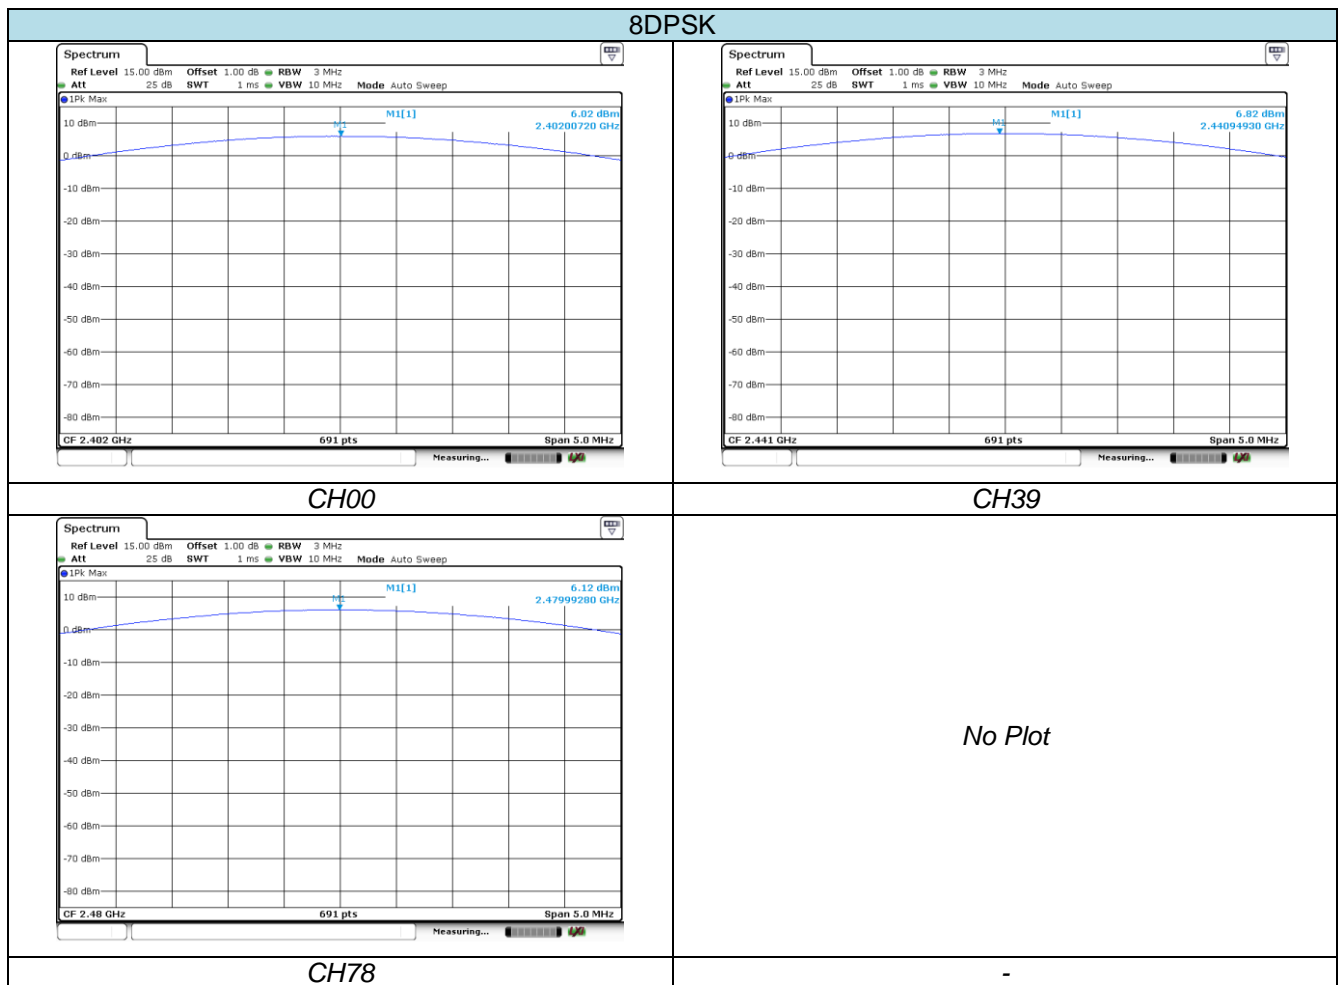 8DPSK
Spectrum
Ref Level 15.00 dBm Offset 1.00 dB RBW 3 MHz
Att 25 dB SWT 1 ms VBW 10 MHz Mode Auto Sweep
1Pk Max
M1[1] 6.02 dBm
2.40200720 GHz
M1
10 dBm
0 dBm
-10 dBm
-20 dBm
-30 dBm
-40 dBm
-50 dBm
-60 dBm
-70 dBm
-80 dBm
CF 2.402 GHz 691 pts Span 5.0 MHz
Measuring...
CH00
Spectrum
Ref Level 15.00 dBm Offset 1.00 dB RBW 3 MHz
Att 25 dB SWT 1 ms VBW 10 MHz Mode Auto Sweep
1Pk Max
M1[1] 6.82 dBm
2.44094930 GHz
M1
10 dBm
0 dBm
-10 dBm
-20 dBm
-30 dBm
-40 dBm
-50 dBm
-60 dBm
-70 dBm
-80 dBm
CF 2.441 GHz 691 pts Span 5.0 MHz
Measuring...
CH39
Spectrum
Ref Level 15.00 dBm Offset 1.00 dB RBW 3 MHz
Att 25 dB SWT 1 ms VBW 10 MHz Mode Auto Sweep
1Pk Max
M1[1] 6.12 dBm
2.47999280 GHz
M1
10 dBm
0 dBm
-10 dBm
-20 dBm
-30 dBm
-40 dBm
-50 dBm
-60 dBm
-70 dBm
-80 dBm
CF 2.48 GHz 691 pts Span 5.0 MHz
Measuring...
CH78
No Plot
-